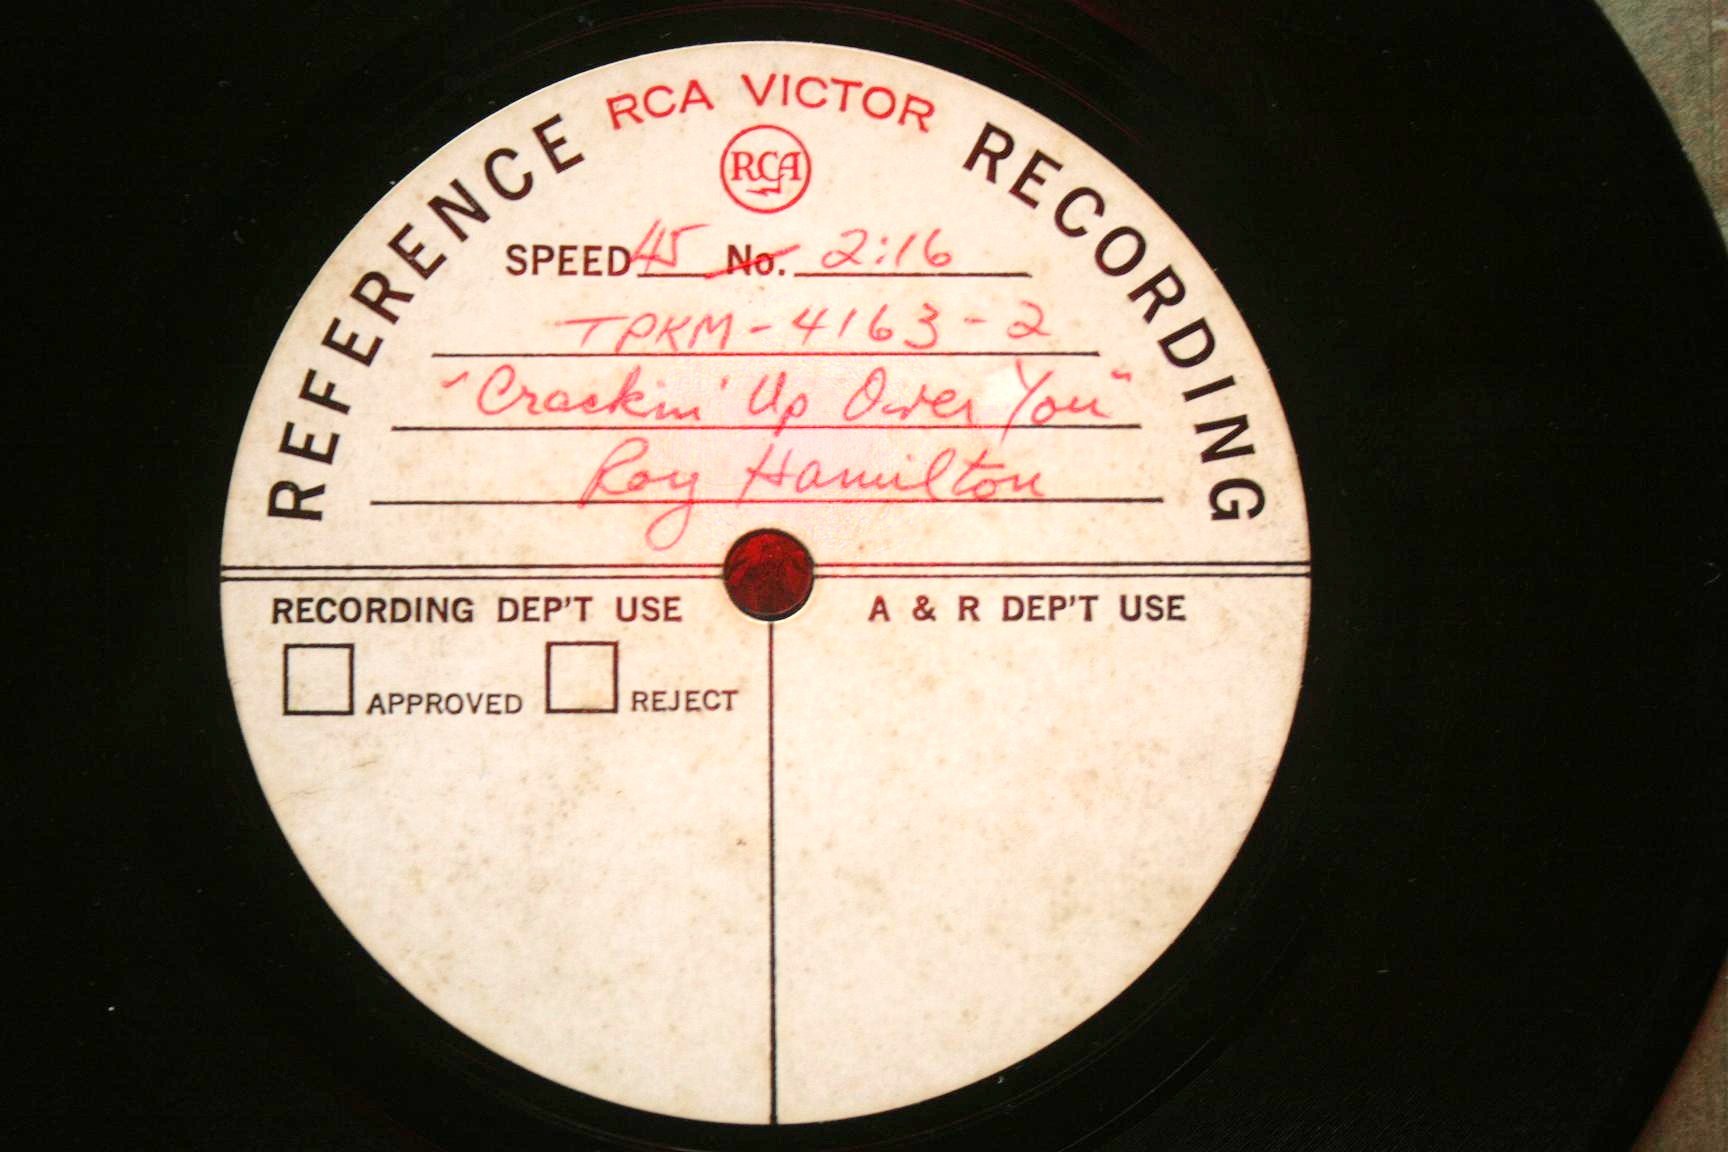 RCA VICTOR
REFERENCE RECORDING
RCA
SPEED 45 No. 2:16
TPKM-4163-2
"Crackin' Up Over You"
Roy Hamilton
RECORDING DEP'T USE
APPROVED REJECT
A & R DEP'T USE